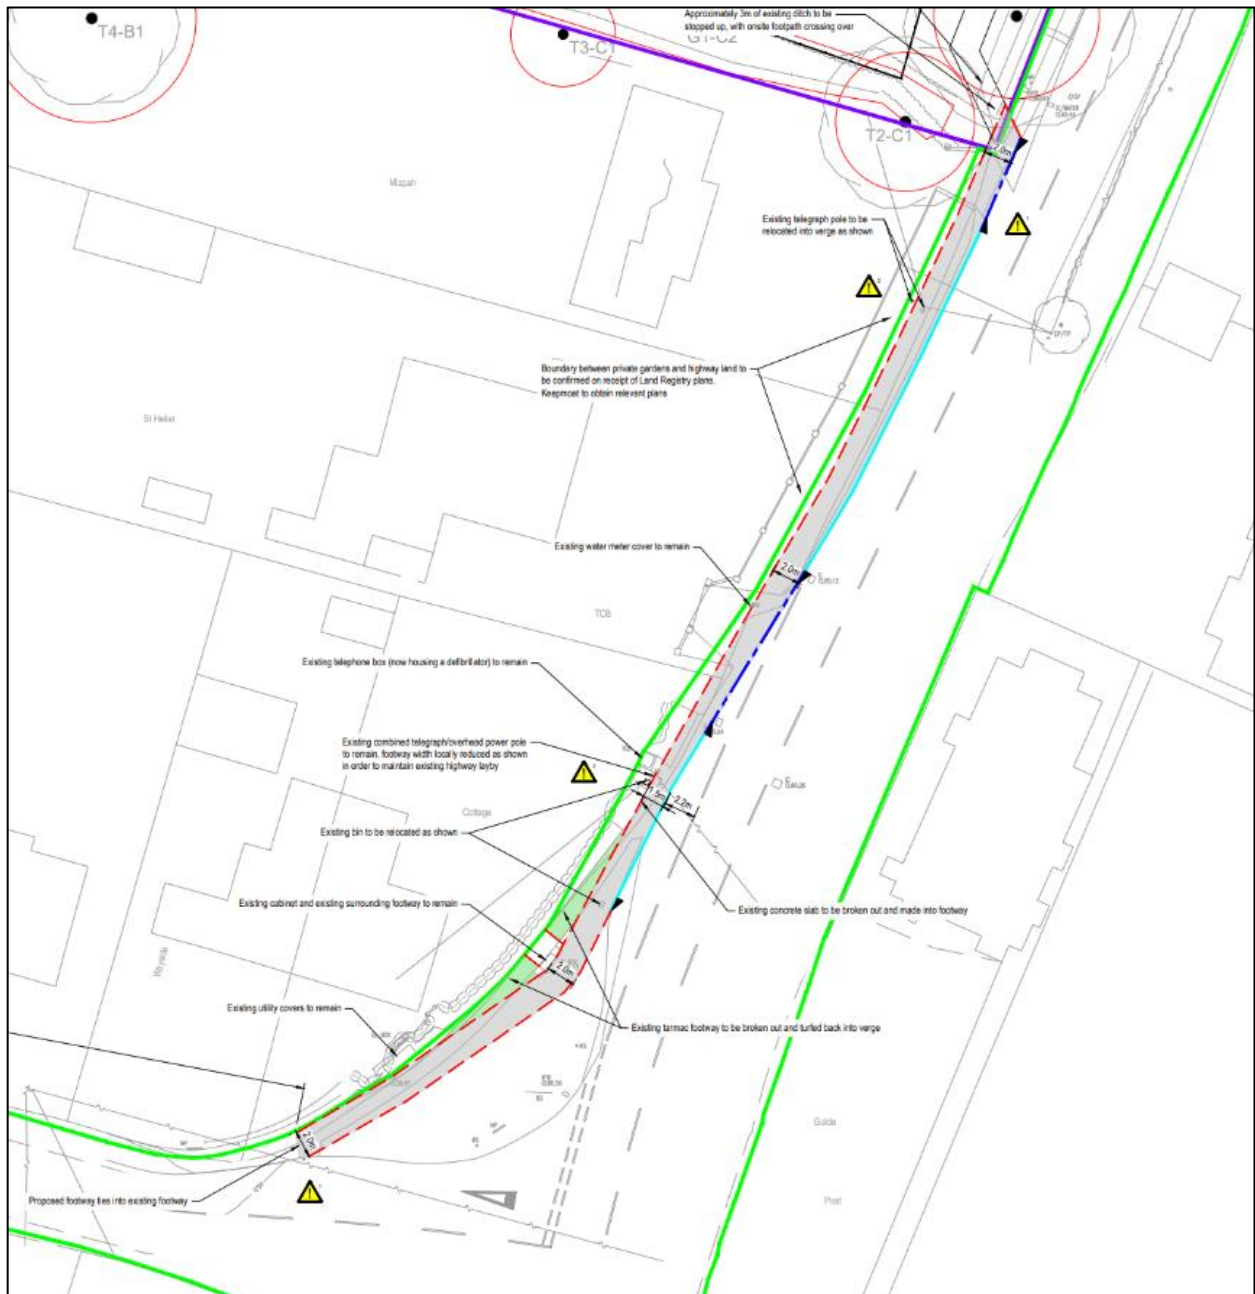 Approximately 3m of existing ditch to be
stopped up, with onsite footpath crossing over
T4-B1
T3-C1
G1-C2
T2-C1
2.0m
Mizpah
Existing telegraph pole to be
relocated into verge as shown
Boundary between private gardens and highway land to
be confirmed on receipt of Land Registry plans.
Keepmoat to obtain relevant plans
St Helier
Existing water meter cover to remain
2.0m
TCB
Existing telephone box (now housing a defibrillator) to remain
Existing combined telegraph/overhead power pole
to remain, footway width locally reduced as shown
in order to maintain existing highway layby
2.2m
Cottage
Existing bin to be relocated as shown
Existing cabinet and existing surrounding footway to remain
Existing concrete slab to be broken out and made into footway
Wayside
2.0m
Existing utility covers to remain
Existing tarmac footway to be broken out and turfed back into verge
Guide
2.0m
Proposed footway ties into existing footway
Post